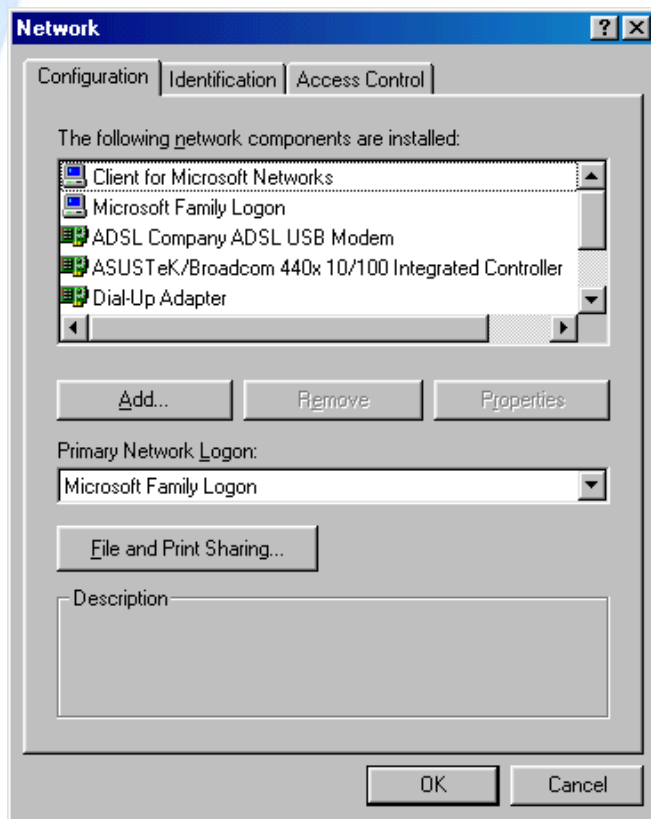 Network
Configuration Identification Access Control
The following network components are installed:
Client for Microsoft Networks
Microsoft Family Logon
ADSL Company ADSL USB Modem
ASUSTeK/Broadcom 440x 10/100 Integrated Controller
Dial-Up Adapter
Add... Remove Properties
Primary Network Logon:
Microsoft Family Logon
File and Print Sharing...
Description
OK Cancel